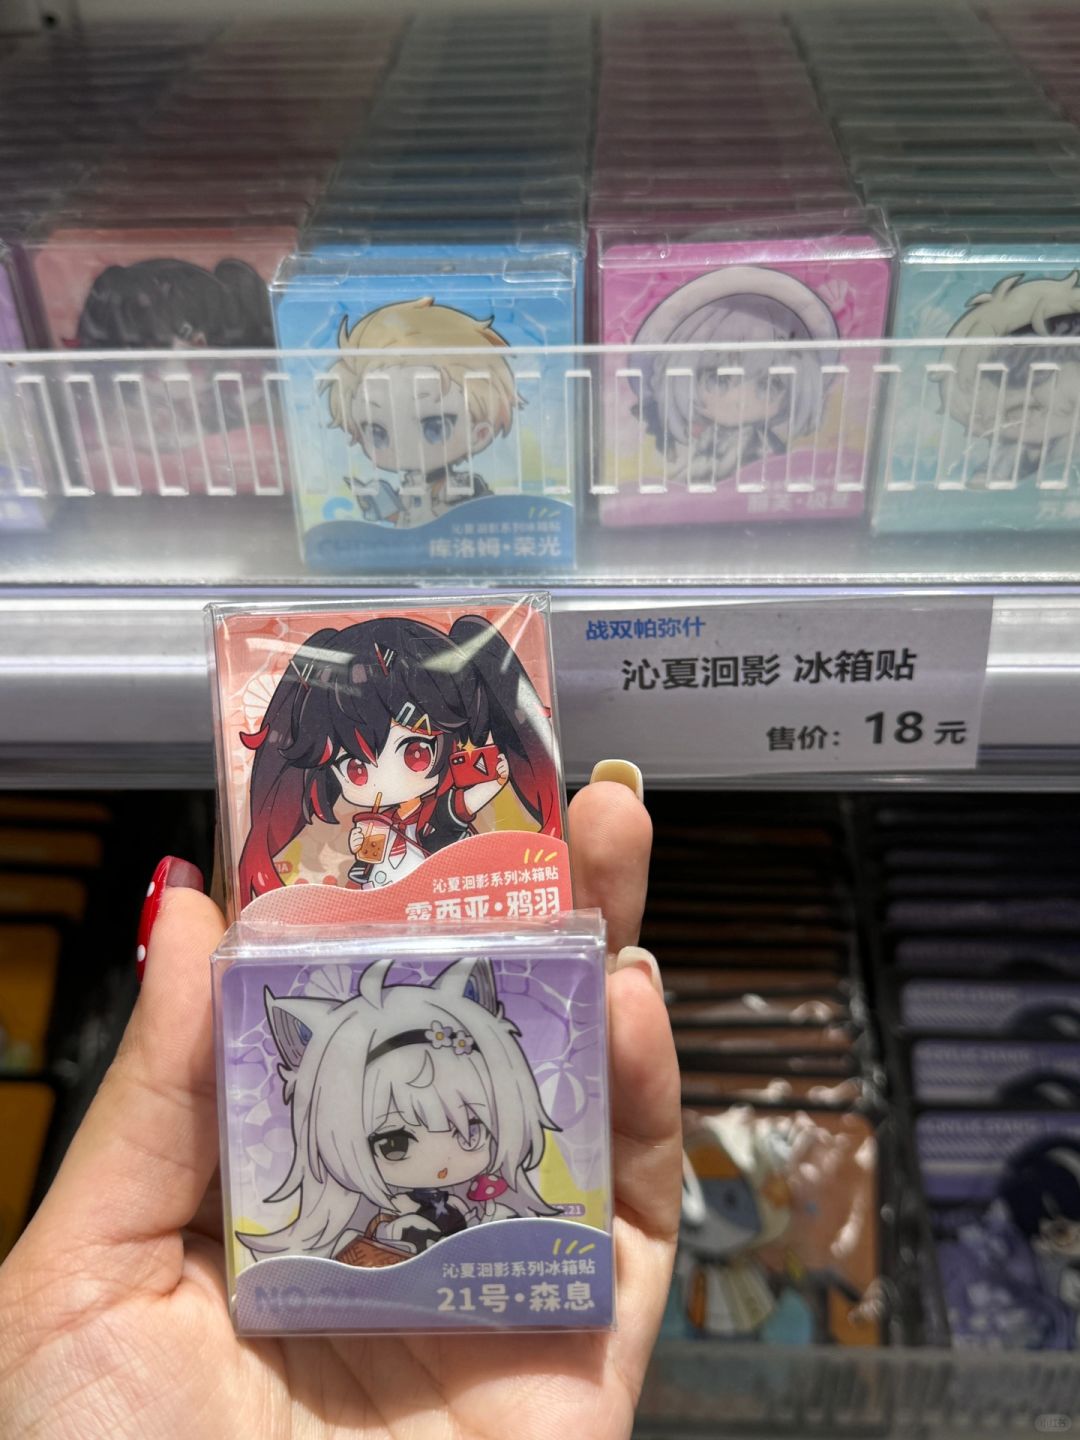 沁夏洄影系列冰箱贴
库洛姆·荣光
战双帕弥什
沁夏洄影 冰箱贴
售价：18元
沁夏洄影系列冰箱贴
露西亚·鸦羽
沁夏洄影系列冰箱贴
21号·森息
小红书